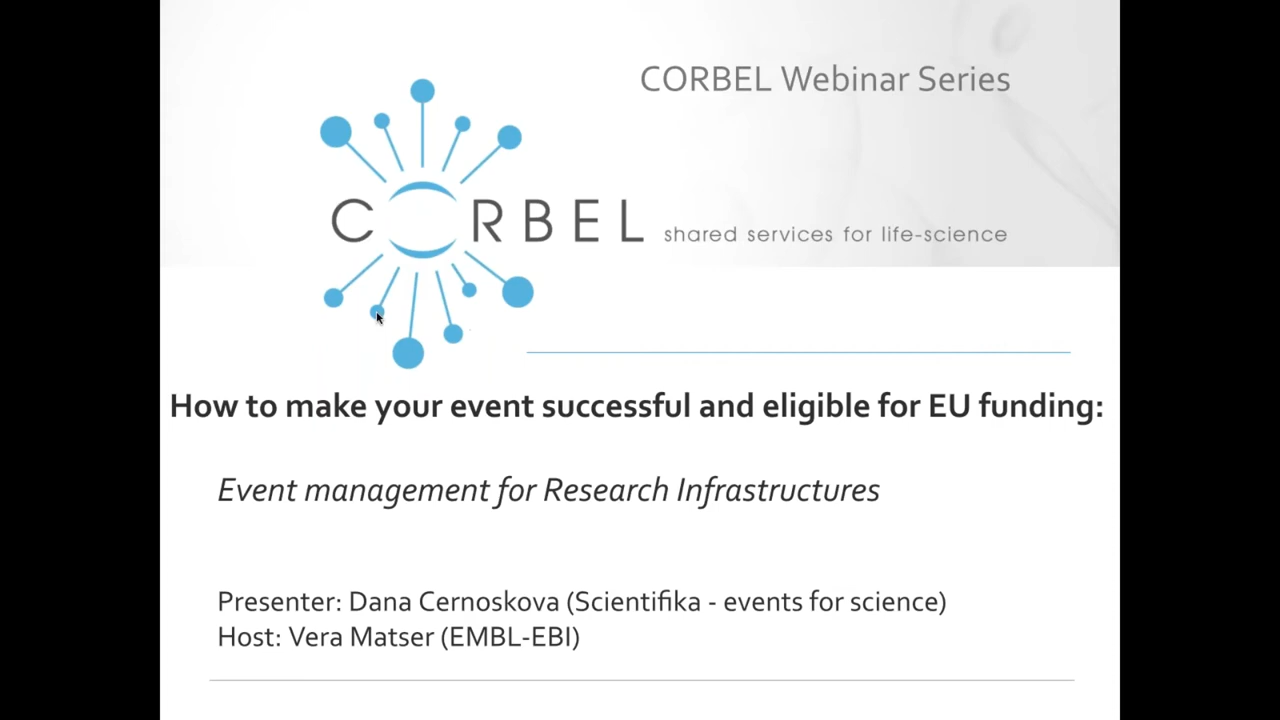 CORBEL Webinar Series
CORBEL shared services for life-science
How to make your event successful and eligible for EU funding:
Event management for Research Infrastructures
Presenter: Dana Cernoskova (Scientifika - events for science)
Host: Vera Matser (EMBL-EBI)